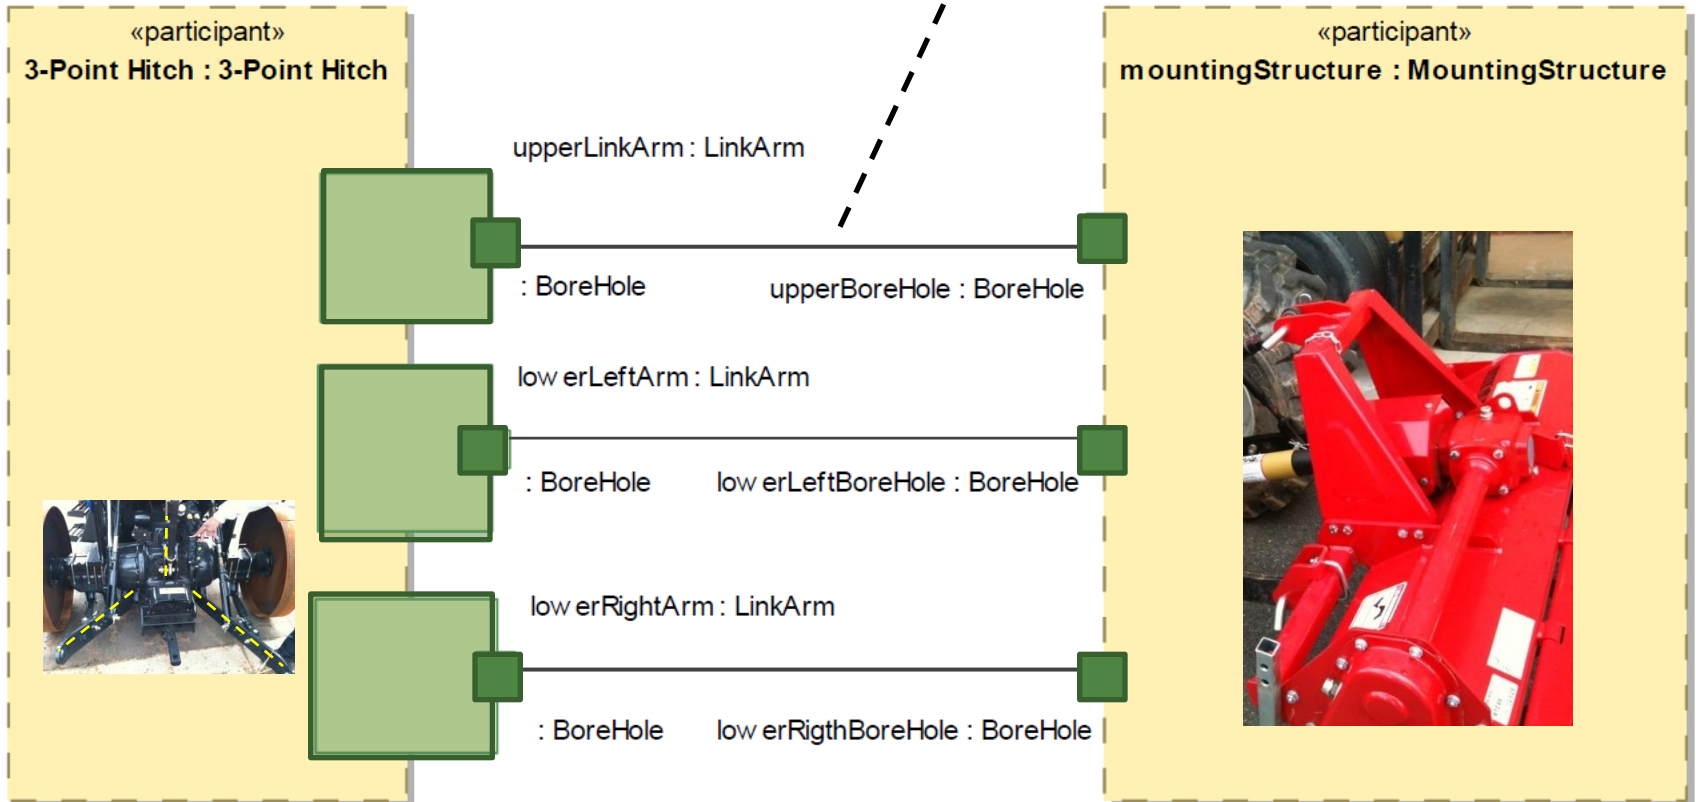 «participant»
3-Point Hitch : 3-Point Hitch
«participant»
mountingStructure : MountingStructure
upperLinkArm : LinkArm
: BoreHole
upperBoreHole : BoreHole
lowerLeftArm : LinkArm
: BoreHole
lowerLeftBoreHole : BoreHole
lowerRightArm : LinkArm
: BoreHole
lowerRigthBoreHole : BoreHole